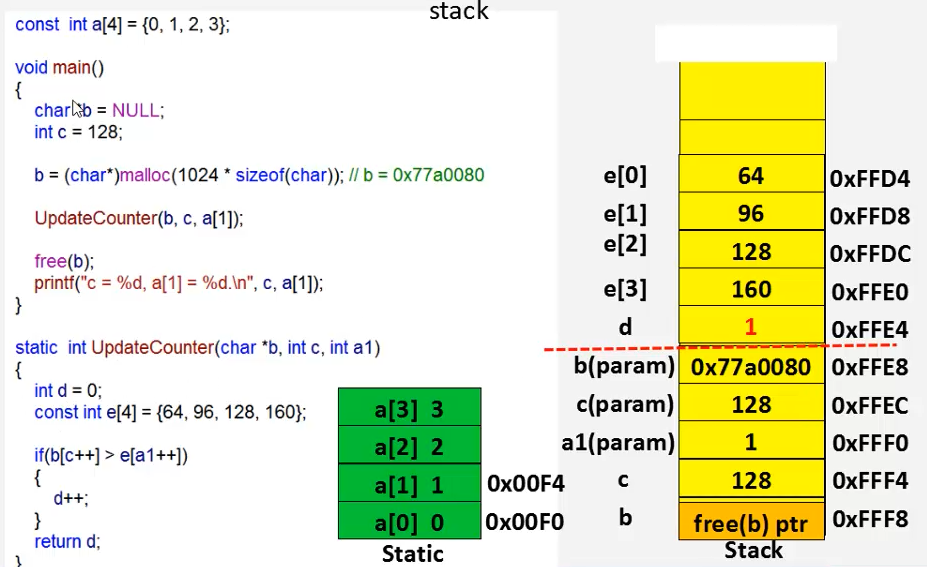 stack
const int a[4] = {0, 1, 2, 3};
void main()
{
char *b = NULL;
int c = 128;
b = (char*)malloc(1024 * sizeof(char)); // b = 0x77a0080
UpdateCounter(b, c, a[1]);
free(b);
printf("c = %d, a[1] = %d.\n", c, a[1]);
}
static int UpdateCounter(char *b, int c, int a1)
{
int d = 0;
const int e[4] = {64, 96, 128, 160};
if(b[c++] > e[a1++])
{
d++;
}
return d;
}
a[3] 3
a[2] 2
a[1] 1 0x00F4
a[0] 0 0x00F0
Static
e[0] 64 0xFFD4
e[1] 96 0xFFD8
e[2] 128 0xFFDC
e[3] 160 0xFFE0
d 1 0xFFE4
b(param) 0x77a0080 0xFFE8
c(param) 128 0xFFEC
a1(param) 1 0xFFF0
c 128 0xFFF4
b free(b) ptr 0xFFF8
Stack